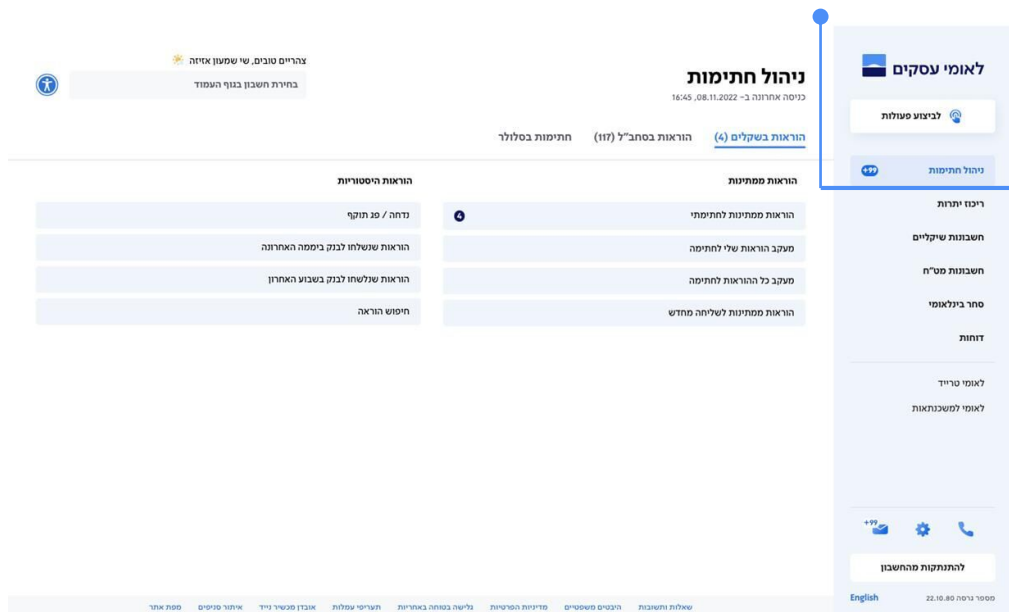 לאומי עסקים
לביצוע פעולות
ניהול חתימות
+99
ריכוז יתרות
חשבונות שיקליים
חשבונות מט"ח
סחר בינלאומי
דוחות
לאומי טרייד
לאומי למשכנתאות
+99
להתנתקות מהחשבון
מספר גרסה 22.10.80
English
ניהול חתימות
כניסה אחרונה ב- 08.11.2022, 16:45
צהריים טובים, שי שמעון אזיזה
בחירת חשבון בגוף העמוד
הוראות בשקלים (4)
הוראות בסחב"ל (117)
חתימות בסלולר
הוראות ממתינות
הוראות ממתינות לחתימתי
4
מעקב הוראות שלי לחתימה
מעקב כל ההוראות לחתימה
הוראות ממתינות לשליחה מחדש
הוראות היסטוריות
נדחה / פג תוקף
הוראות שנשלחו לבנק ביממה האחרונה
הוראות שנלשחו לבנק בשבוע האחרון
חיפוש הוראה
שאלות ותשובות
היבטים משפטיים
מדיניות הפרטיות
גלישה בטוחה באחריות
תעריפי עמלות
אובדן מכשיר נייד
איתור סניפים
מפת אתר